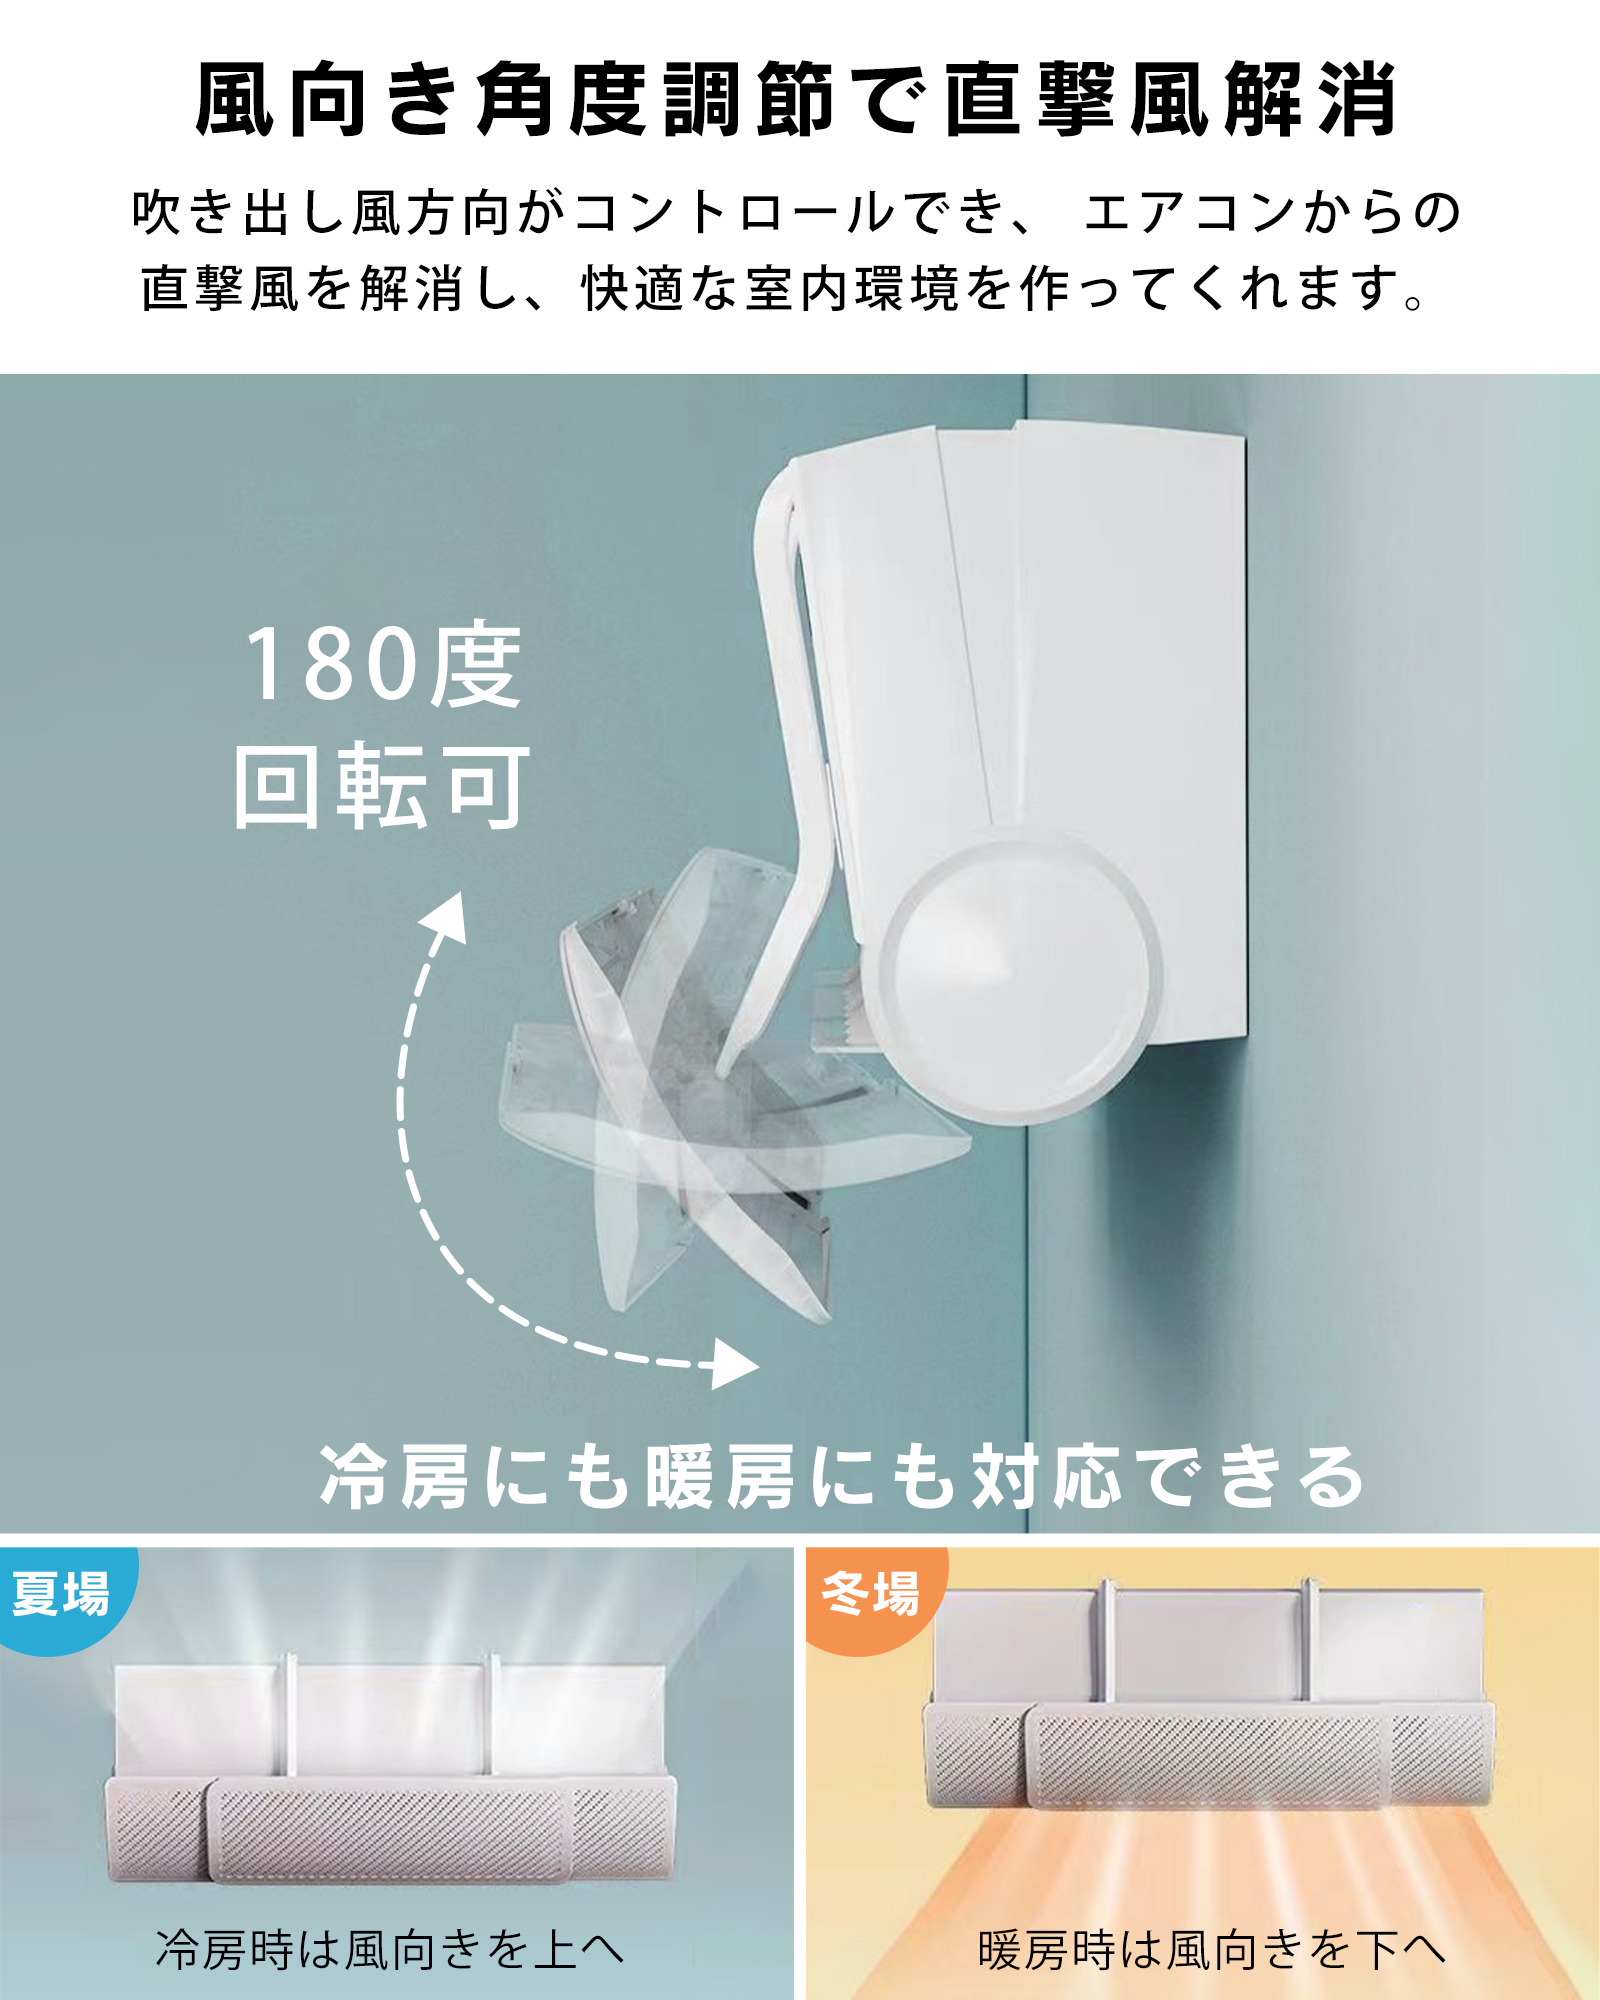 風向き角度調節で直撃風解消
吹き出し風方向がコントロールでき、 エアコンからの
直撃風を解消し、快適な室内環境を作ってくれます。
180度
回転可
冷房にも暖房にも対応できる
夏場
冷房時は風向きを上へ
冬場
暖房時は風向きを下へ